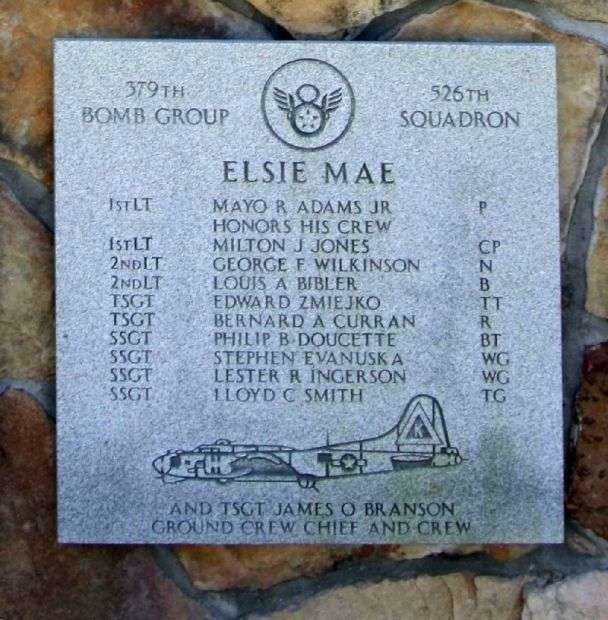 379TH BOMB GROUP
526TH SQUADRON
8
ELSIE MAE
1STLT MAYO R ADAMS JR P
HONORS HIS CREW
1STLT MILTON J JONES CP
2NDLT GEORGE F WILKINSON N
2NDLT LOUIS A BIBLER B
TSGT EDWARD ZMIEJKO TT
TSGT BERNARD A CURRAN R
SSGT PHILIP B DOUCETTE BT
SSGT STEPHEN EVANUSKA WG
SSGT LESTER R INGERSON WG
SSGT LLOYD C SMITH TG
K
AND TSGT JAMES O BRANSON
GROUND CREW CHIEF AND CREW